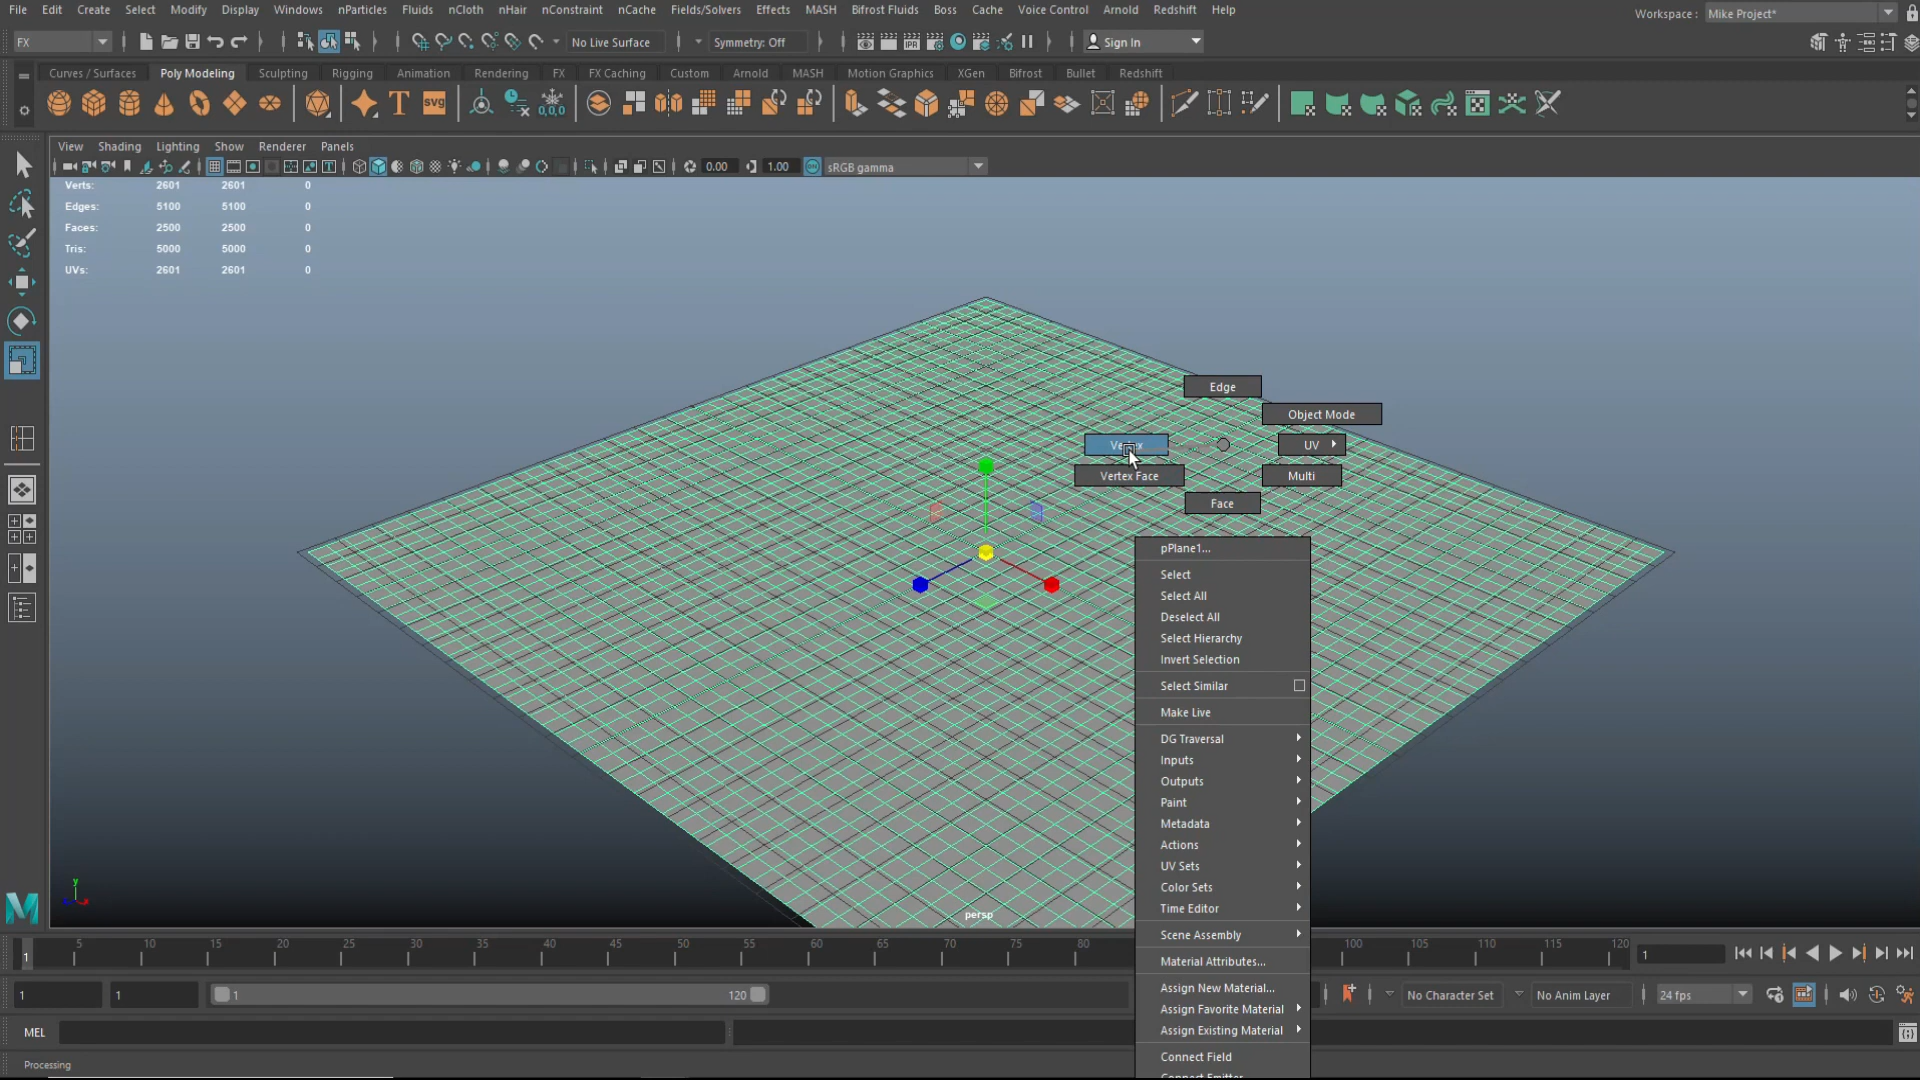 File Edit Create Select Modify Display Windows nParticles Fluids nCloth nHair nConstraint nCache Fields/Solvers Effects MASH Bifrost Fluids Boss Cache Voice Control Arnold Redshift Help
Workspace : Mike Project*
FX No Live Surface Symmetry: Off IPR Sign In
Curves / Surfaces Poly Modeling Sculpting Rigging Animation Rendering FX FX Caching Custom Arnold MASH Motion Graphics XGen Bifrost Bullet Redshift
T SVG 0,0,0
View Shading Lighting Show Renderer Panels
0.00 1.00 sRGB gamma
Verts: 2601 2601 0
Edges: 5100 5100 0
Faces: 2500 2500 0
Tris: 5000 5000 0
UVs: 2601 2601 0
Edge
Object Mode
Vertex UV
Vertex Face Multi
Face
pPlane1...
Select
Select All
Deselect All
Select Hierarchy
Invert Selection
Select Similar
Make Live
DG Traversal
Inputs
Outputs
Paint
Metadata
Actions
UV Sets
Color Sets
Time Editor
Scene Assembly
Material Attributes...
Assign New Material...
Assign Favorite Material
Assign Existing Material
Connect Field
Connect Emitter
y
persp
1 5 10 15 20 25 30 35 40 45 50 55 60 65 70 75 80 100 105 110 115 120 1
1 1 1 120 No Character Set No Anim Layer 24 fps
MEL
Processing